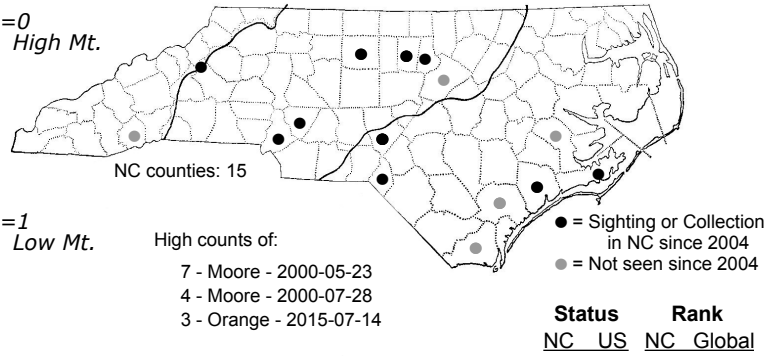 =0
High Mt.
NC counties: 15
=1
Low Mt.
High counts of:
7 - Moore - 2000-05-23
4 - Moore - 2000-07-28
3 - Orange - 2015-07-14
= Sighting or Collection
in NC since 2004
= Not seen since 2004
Status Rank
NC US NC Global